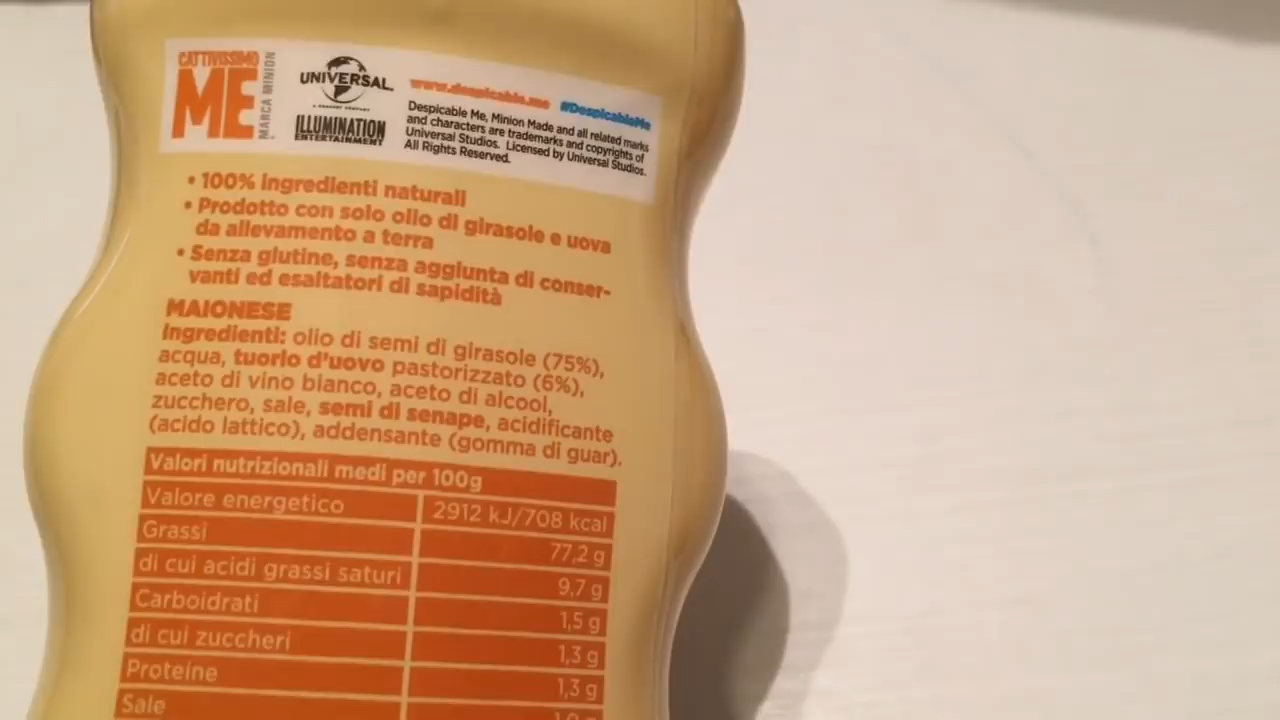 CATTIVISSIMO
ME
MARCA MINION
UNIVERSAL
A COMCAST COMPANY
ILLUMINATION
ENTERTAINMENT
www.despicable.me #DespicableMe
Despicable Me, Minion Made and all related marks
and characters are trademarks and copyrights of
Universal Studios. Licensed by Universal Studios.
All Rights Reserved.
• 100% ingredienti naturali
• Prodotto con solo olio di girasole e uova
da allevamento a terra
• Senza glutine, senza aggiunta di conser-
vanti ed esaltatori di sapidità
MAIONESE
Ingredienti: olio di semi di girasole (75%),
acqua, tuorlo d'uovo pastorizzato (6%),
aceto di vino bianco, aceto di alcool,
zucchero, sale, semi di senape, acidificante
(acido lattico), addensante (gomma di guar).
Valori nutrizionali medi per 100g
Valore energetico 2912 kJ/708 kcal
Grassi 77,2 g
di cui acidi grassi saturi 9,7 g
Carboidrati 1,5 g
di cui zuccheri 1,3 g
Proteine 1,3 g
Sale